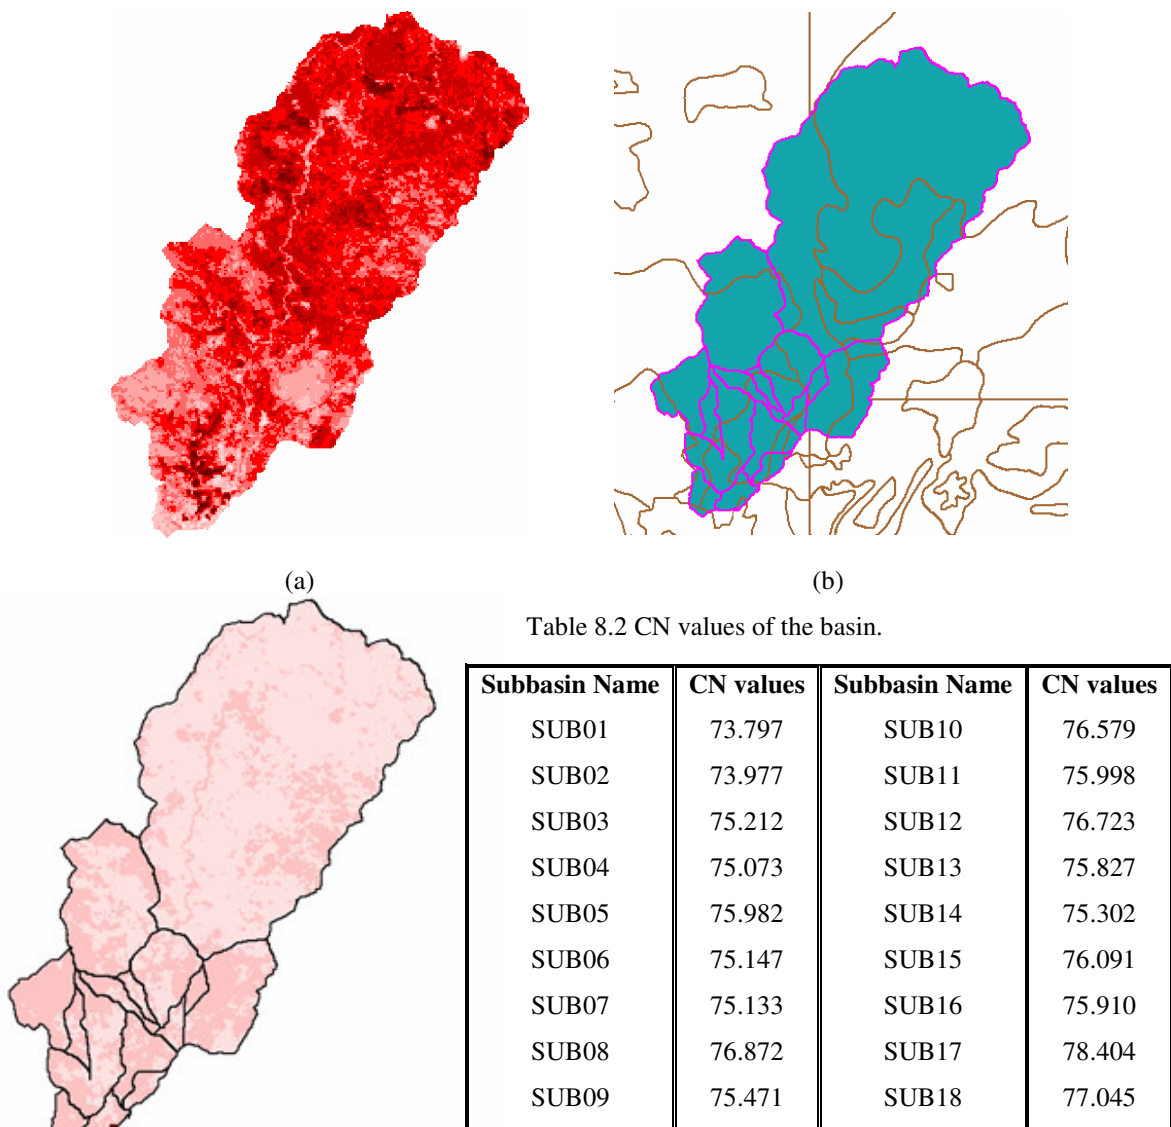 (a)
(b)
Table 8.2 CN values of the basin.
Subbasin Name CN values Subbasin Name CN values
SUB01 73.797 SUB10 76.579
SUB02 73.977 SUB11 75.998
SUB03 75.212 SUB12 76.723
SUB04 75.073 SUB13 75.827
SUB05 75.982 SUB14 75.302
SUB06 75.147 SUB15 76.091
SUB07 75.133 SUB16 75.910
SUB08 76.872 SUB17 78.404
SUB09 75.471 SUB18 77.045